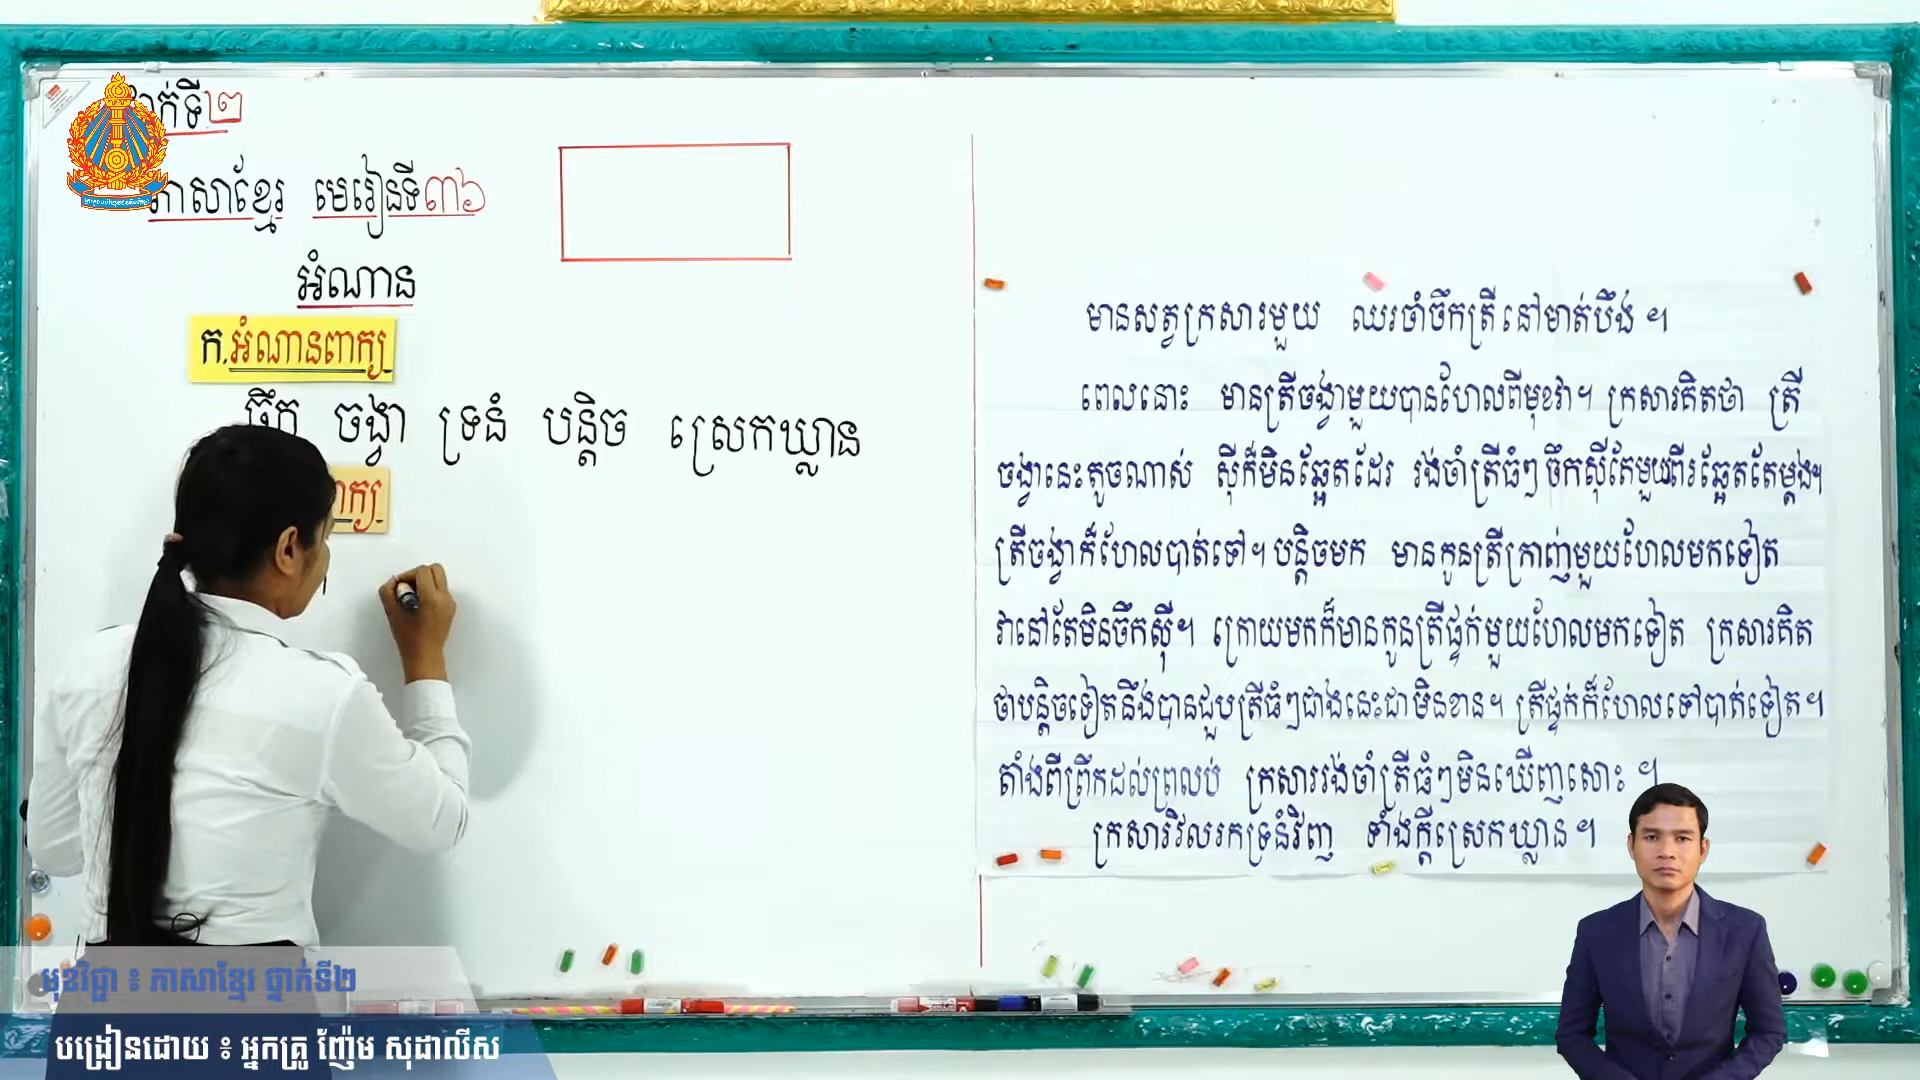 ក់ទី២
ភាសាខ្មែរ មេរៀនទី៣៦
អំណាន
ក.អំណានពាក្យ
ចឹក ចង្វា ទ្រនំ បន្តិច ស្រេកឃ្លាន
ពាក្យ
មានសត្វក្រសារមួយ ឈរចាំចឹកត្រីនៅមាត់បឹង ។
ពេលនោះ មានត្រីចង្វាមួយបានហែលពីមុខវា។ ក្រសារគិតថា ត្រី
ចង្វានេះតូចណាស់ ស៊ីក៏មិនឆ្អែតដែរ រង់ចាំត្រីធំៗ ចឹកស៊ីតែមួយពីរឆ្អែតតែម្ដង។
ត្រីចង្វាក៏ហែលបាត់ទៅ។ បន្តិចមក មានកូនត្រីក្រាញ់មួយហែលមកទៀត
វានៅតែមិនចឹកស៊ី។ ក្រោយមកក៏មានកូនត្រីផ្ទក់មួយហែលមកទៀត ក្រសារគិត
ថាបន្តិចទៀតនឹងបានជួបត្រីធំៗជាងនេះជាមិនខាន។ ត្រីផ្ទក់ក៏ហែលទៅបាត់ទៀត។
តាំងពីព្រឹកដល់ព្រលប់ ក្រសាររង់ចាំត្រីធំៗមិនឃើញសោះ ។
ក្រសារវិលរកទ្រនំវិញ ទាំងក្ដីស្រេកឃ្លាន ។
មុខវិជ្ជា ៖ ភាសាខ្មែរ ថ្នាក់ទី២
បង្រៀនដោយ ៖ អ្នកគ្រូ ញ៉ែម សុដាលីស